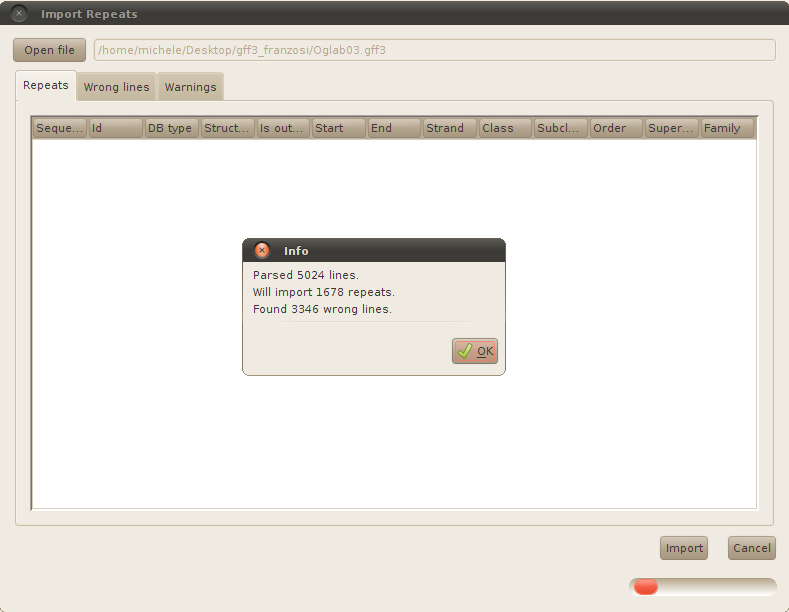 Import Repeats
Open file
/home/michele/Desktop/gff3_franzosi/Oglab03.gff3
Repeats
Wrong lines
Warnings
Seque... Id DB type Struct... Is out... Start End Strand Class Subcl... Order Super... Family
Info
Parsed 5024 lines.
Will import 1678 repeats.
Found 3346 wrong lines.
OK
Import
Cancel